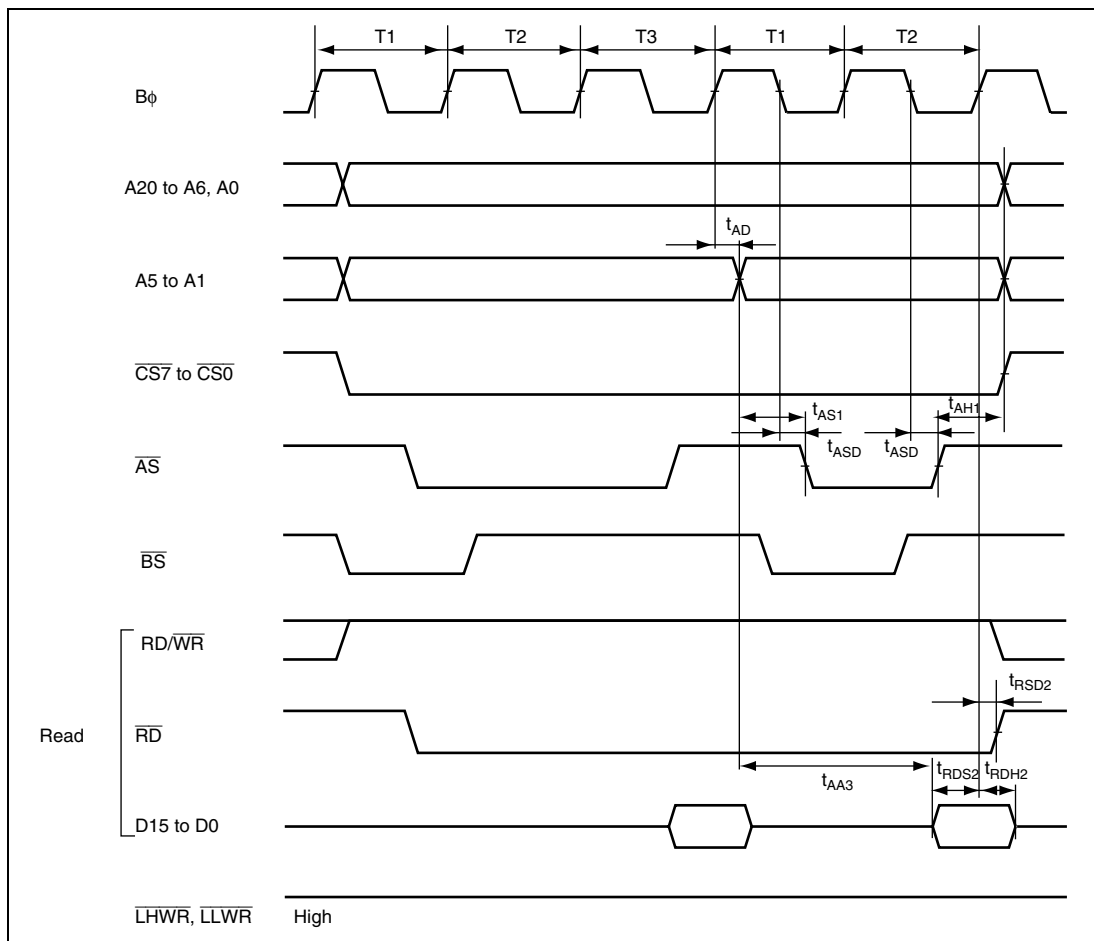 T1 T2 T3 T1 T2
Bφ
A20 to A6, A0
tAD
A5 to A1
CS7 to CS0
tAS1 tAH1
tASD tASD
AS
BS
RD/WR
tRSD2
Read
RD
tAA3 tRDS2 tRDH2
D15 to D0
LHWR, LLWR High